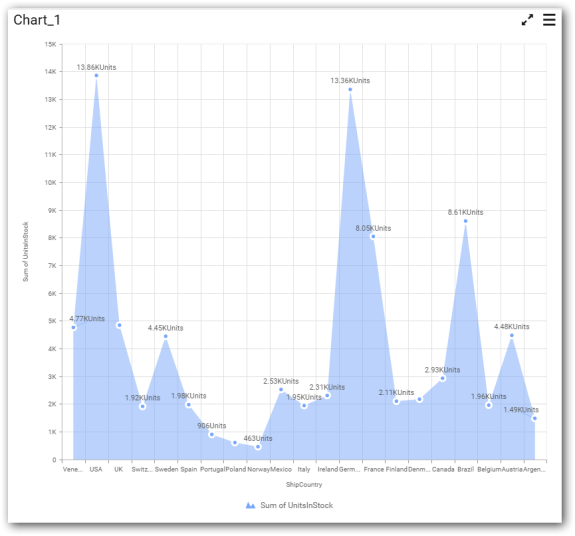 Chart_1
15K
13.86KUnits
14K
13.36KUnits
13K
12K
11K
10K
9K
8.61KUnits
8.05KUnits
8K
7K
6K
5K
4.77KUnits
4.45KUnits
4.48KUnits
4K
3K
2.93KUnits
2.53KUnits
2.31KUnits
2.11KUnits
2K
1.92KUnits
1.98KUnits
1.95KUnits
1.96KUnits
1.49KUnits
1K
906Units
463Units
0
Sum of UnitsInStock
Vene... USA UK Switz... Sweden Spain Portugal Poland Norway Mexico Italy Ireland Germ... France Finland Denm... Canada Brazil Belgium Austria Argen...
ShipCountry
Sum of UnitsInStock